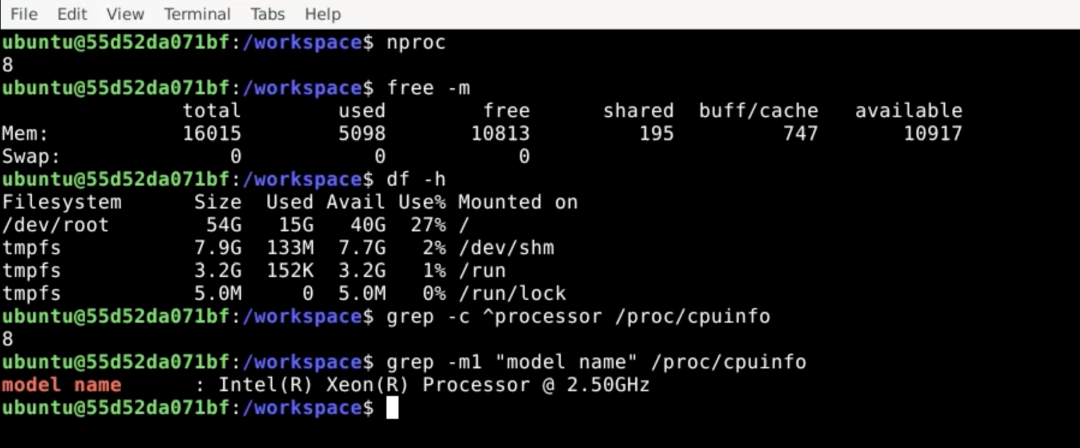 File Edit View Terminal Tabs Help
ubuntu@55d52da071bf:/workspace$ nproc
8
ubuntu@55d52da071bf:/workspace$ free -m
               total        used        free      shared  buff/cache   available
Mem:           16015        5098       10813         195         747       10917
Swap:              0           0           0
ubuntu@55d52da071bf:/workspace$ df -h
Filesystem      Size  Used Avail Use% Mounted on
/dev/root        54G   15G   40G  27% /
tmpfs           7.9G  133M  7.7G   2% /dev/shm
tmpfs           3.2G  152K  3.2G   1% /run
tmpfs           5.0M     0  5.0M   0% /run/lock
ubuntu@55d52da071bf:/workspace$ grep -c ^processor /proc/cpuinfo
8
ubuntu@55d52da071bf:/workspace$ grep -m1 "model name" /proc/cpuinfo
model name      : Intel(R) Xeon(R) Processor @ 2.50GHz
ubuntu@55d52da071bf:/workspace$